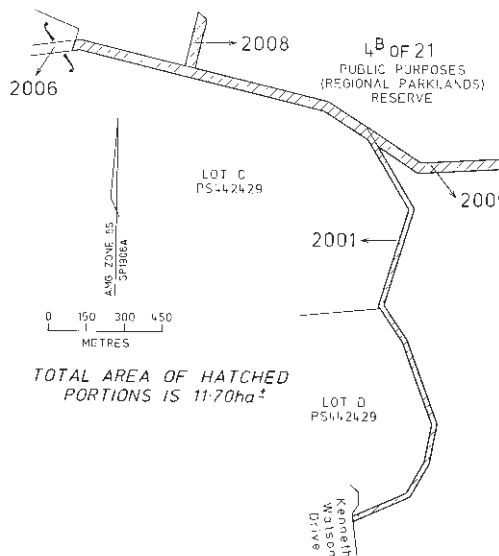 2008
2006
4B OF 21
PUBLIC PURPOSES
(REGIONAL PARKLANDS)
RESERVE
LOT C
PS442429
2009
2001
AMG ZONE 55
SP1906A
0 150 300 450
METRES
TOTAL AREA OF HATCHED
PORTIONS IS 11·70ha±
LOT D
PS442429
Kenneth
Watson
Drive